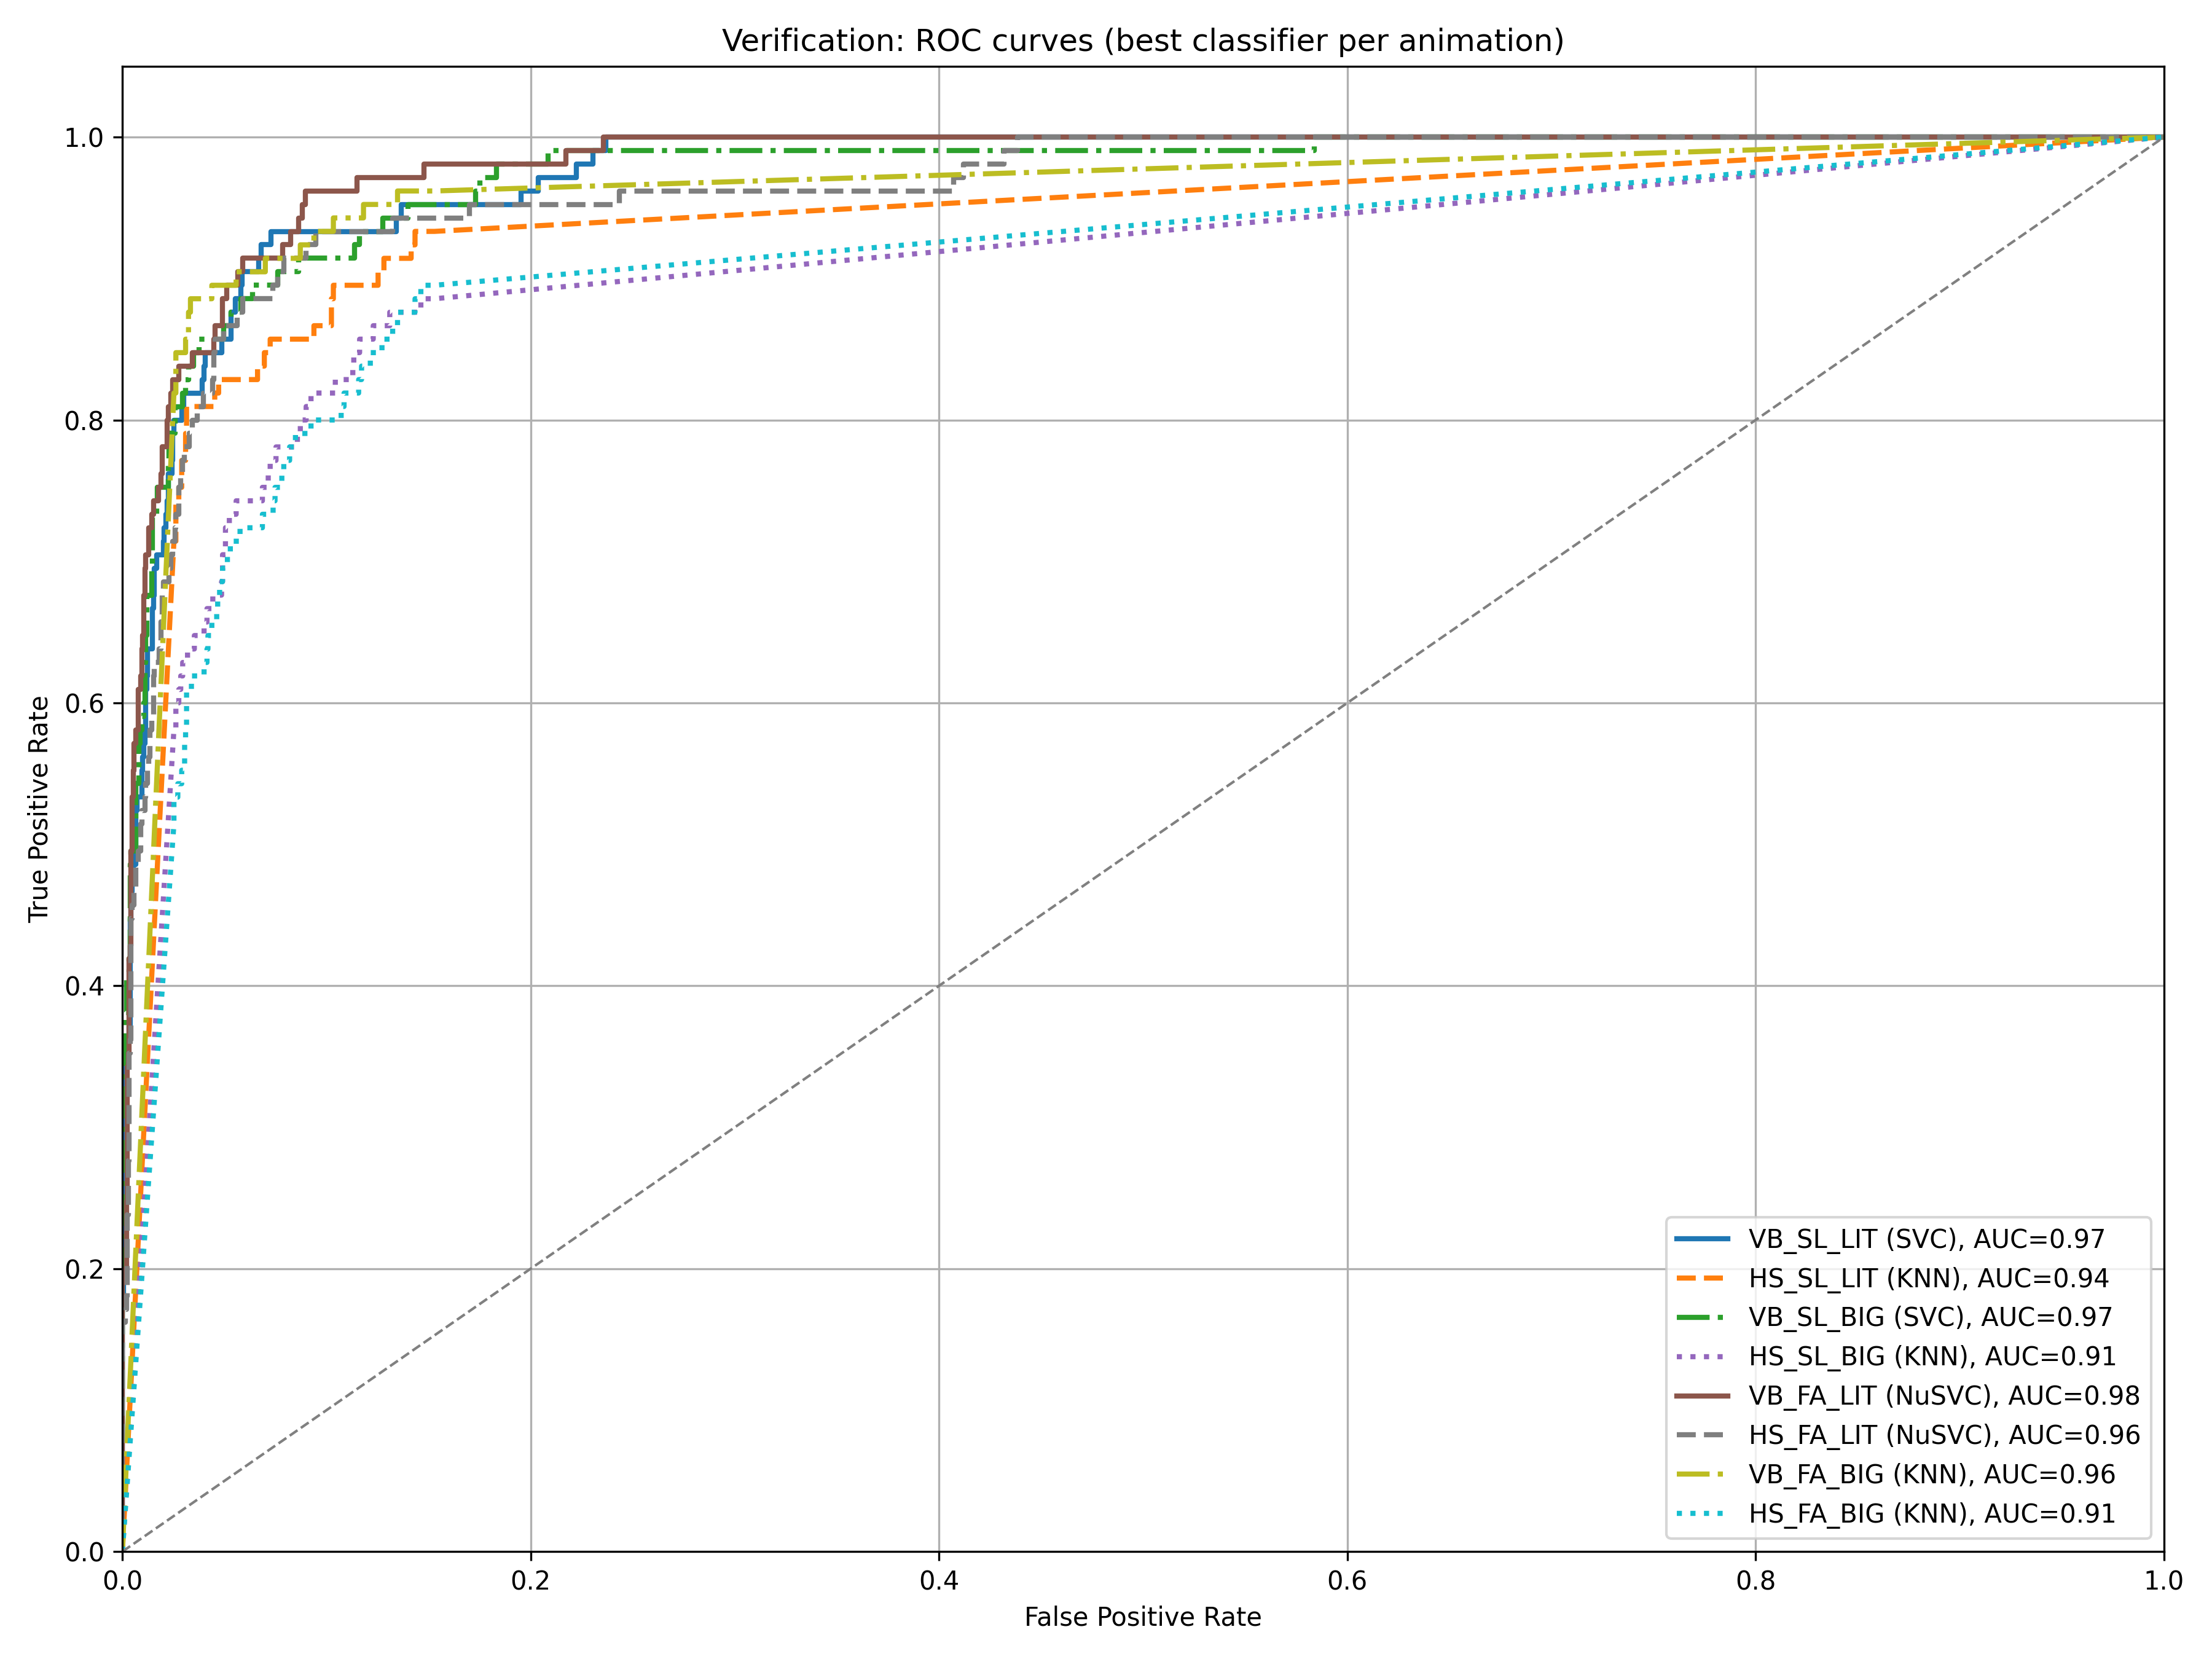 Verification: ROC curves (best classifier per animation)
1.0
0.8
0.6
0.4
0.2
0.0
True Positive Rate
0.0 0.2 0.4 0.6 0.8 1.0
False Positive Rate
VB_SL_LIT (SVC), AUC=0.97
HS_SL_LIT (KNN), AUC=0.94
VB_SL_BIG (SVC), AUC=0.97
HS_SL_BIG (KNN), AUC=0.91
VB_FA_LIT (NuSVC), AUC=0.98
HS_FA_LIT (NuSVC), AUC=0.96
VB_FA_BIG (KNN), AUC=0.96
HS_FA_BIG (KNN), AUC=0.91